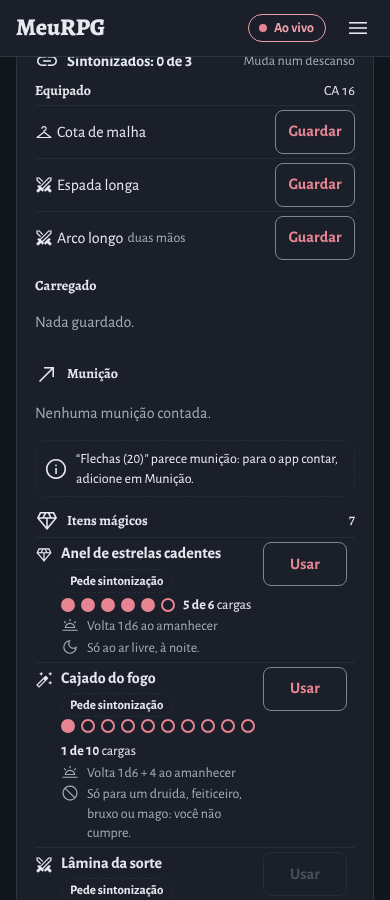 MeuRPG
Ao vivo
Sintonizados: 0 de 3
Muda num descanso
Equipado
CA 16
Cota de malha
Guardar
Espada longa
Guardar
Arco longo duas mãos
Guardar
Carregado
Nada guardado.
Munição
Nenhuma munição contada.
“Flechas (20)” parece munição: para o app contar,
adicione em Munição.
Itens mágicos
7
Anel de estrelas cadentes
Usar
Pede sintonização
5 de 6 cargas
Volta 1d6 ao amanhecer
Só ao ar livre, à noite.
Cajado do fogo
Usar
Pede sintonização
1 de 10 cargas
Volta 1d6 + 4 ao amanhecer
Só para um druida, feiticeiro,
bruxo ou mago: você não
cumpre.
Lâmina da sorte
Usar
Pede sintonização